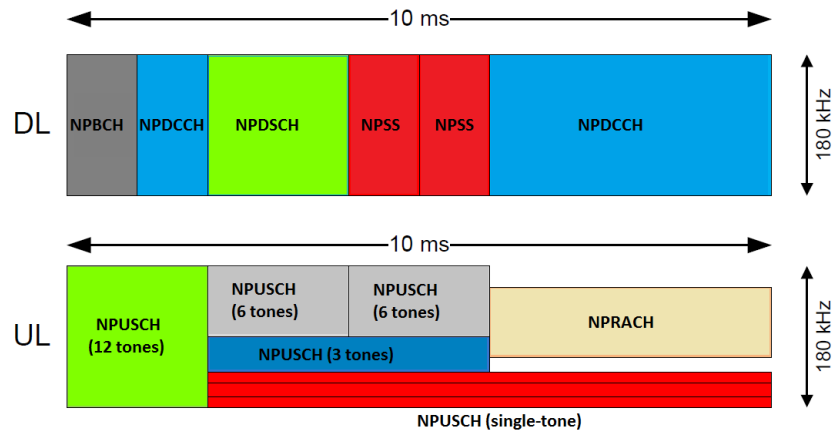 10 ms
DL
NPBCH
NPDCCH
NPDSCH
NPSS
NPSS
NPDCCH
180 kHz
10 ms
UL
NPUSCH
(12 tones)
NPUSCH
(6 tones)
NPUSCH
(6 tones)
NPUSCH (3 tones)
NPRACH
180 kHz
NPUSCH (single-tone)